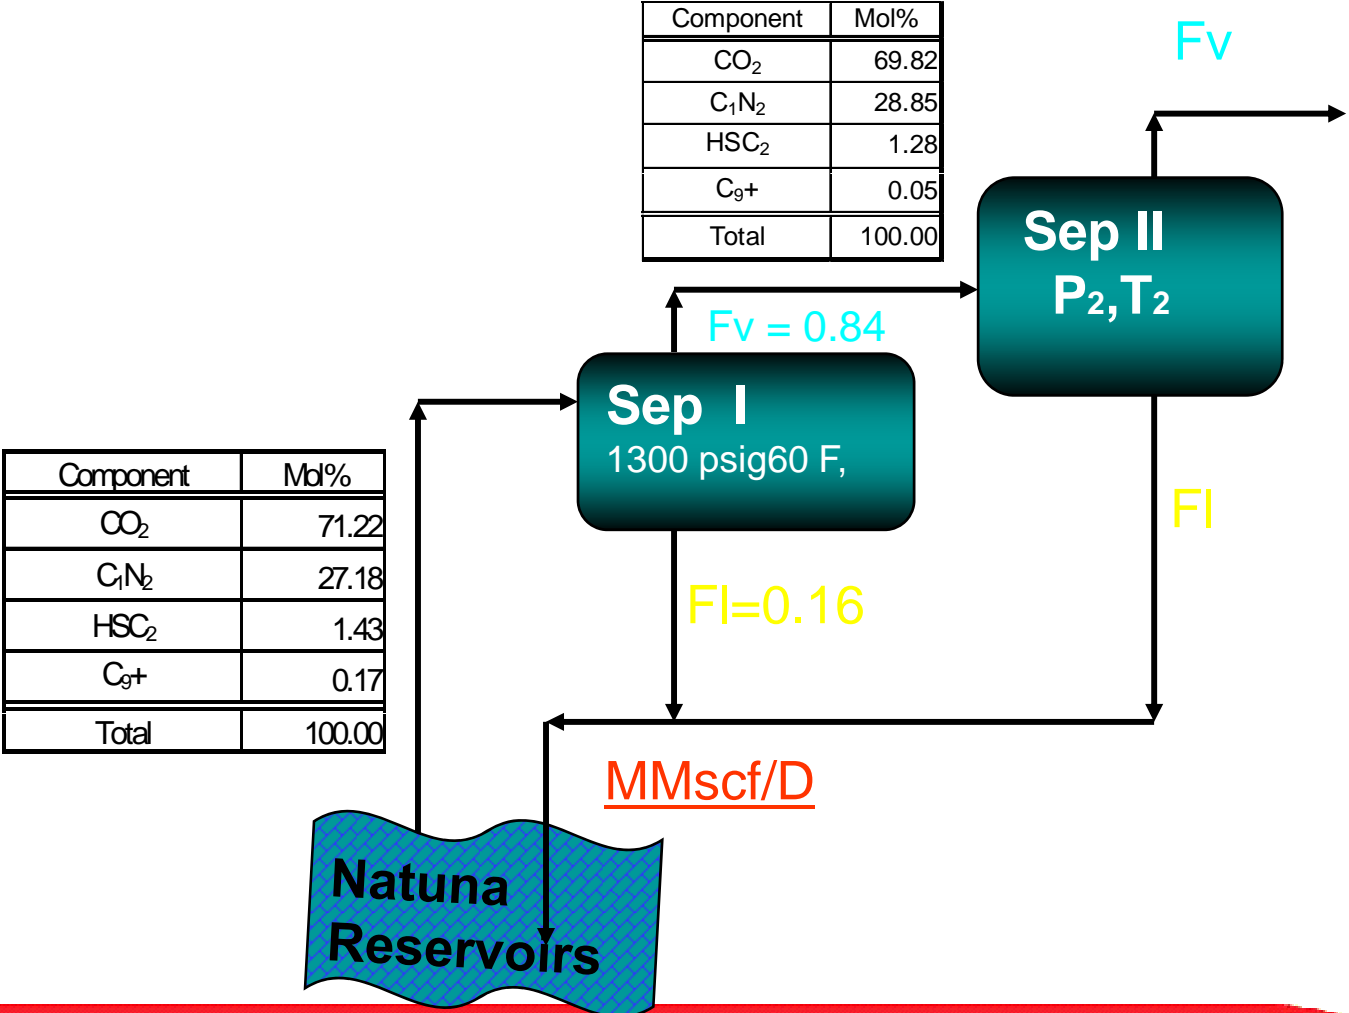 Component Mol%
CO₂ 69.82
C₁N₂ 28.85
HSC₂ 1.28
C₉+ 0.05
Total 100.00
Fv
Sep II
P₂,T₂
Fv = 0.84
Sep I
1300 psig60 F,
Fl
Fl=0.16
Component Mol%
CO₂ 71.22
C₁N₂ 27.18
HSC₂ 1.43
C₉+ 0.17
Total 100.00
MMscf/D
Natuna
Reservoirs